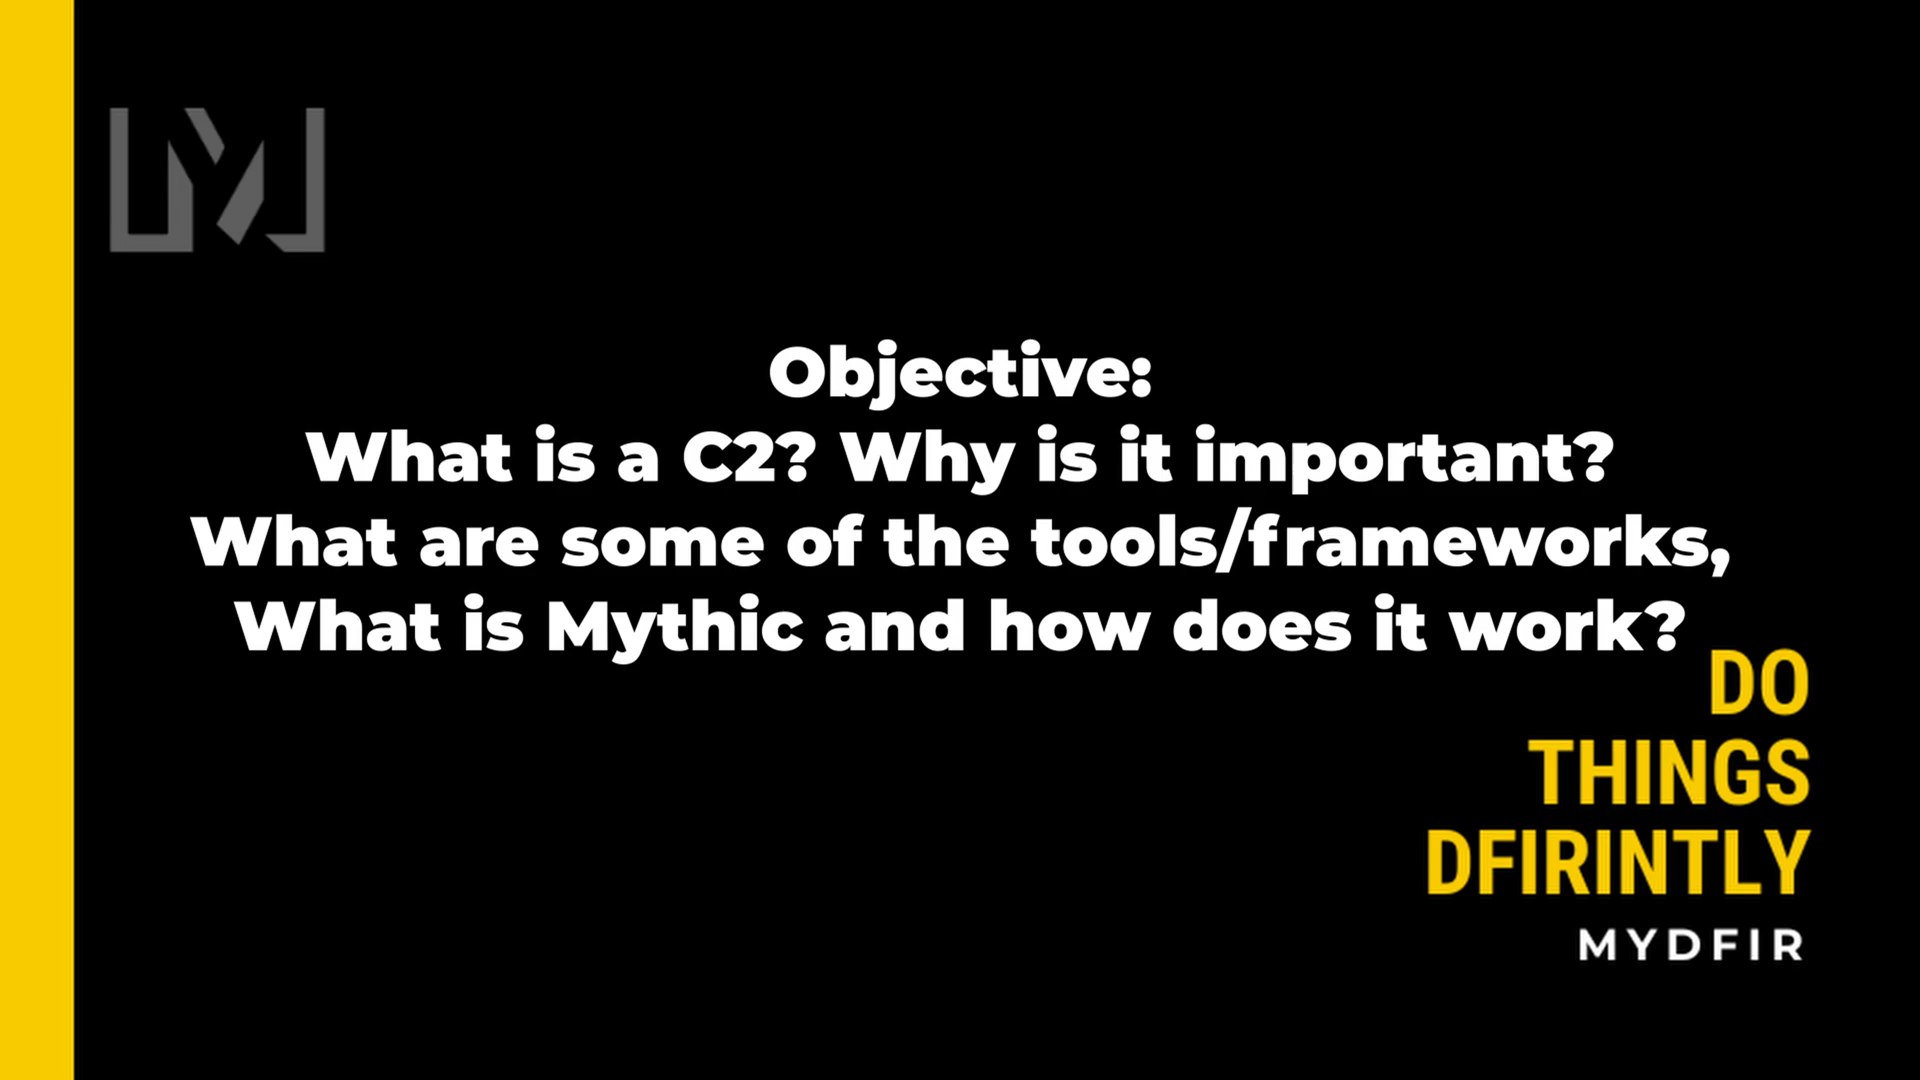 Objective:
What is a C2? Why is it important?
What are some of the tools/frameworks,
What is Mythic and how does it work?
DO
THINGS
DFIRINTLY
MYDFIR